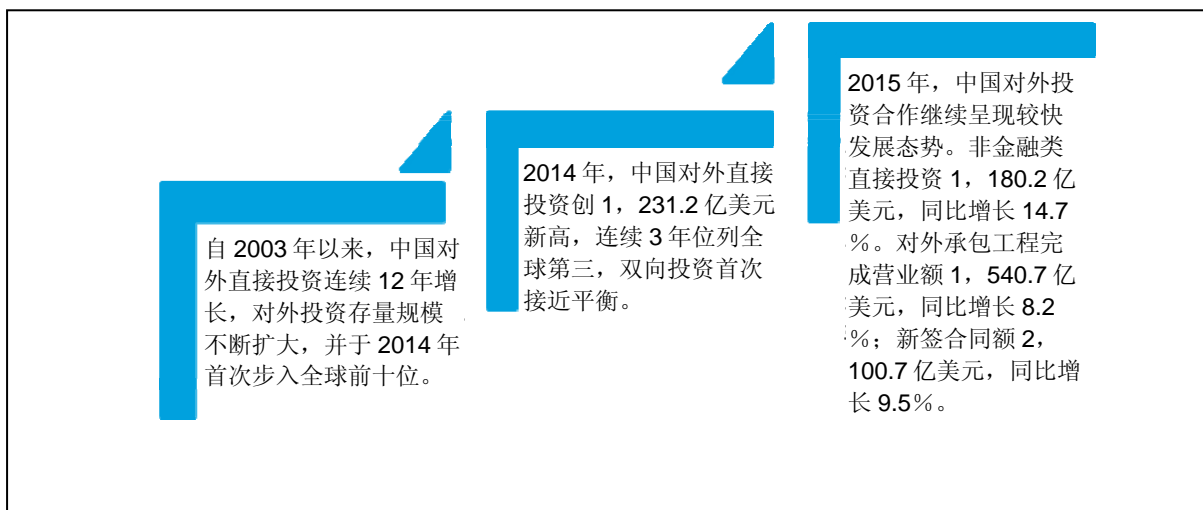 自 2003 年以来，中国对
外直接投资连续 12 年增
长，对外投资存量规模
不断扩大，并于 2014 年
首次步入全球前十位。
2014 年，中国对外直接
投资创 1，231.2 亿美元
新高，连续 3 年位列全
球第三，双向投资首次
接近平衡。
2015 年，中国对外投
资合作继续呈现较快
发展态势。非金融类
直接投资 1，180.2 亿
美元，同比增长 14.7
％。对外承包工程完
成营业额 1，540.7 亿
美元，同比增长 8.2
％；新签合同额 2，
100.7 亿美元，同比增
长 9.5％。